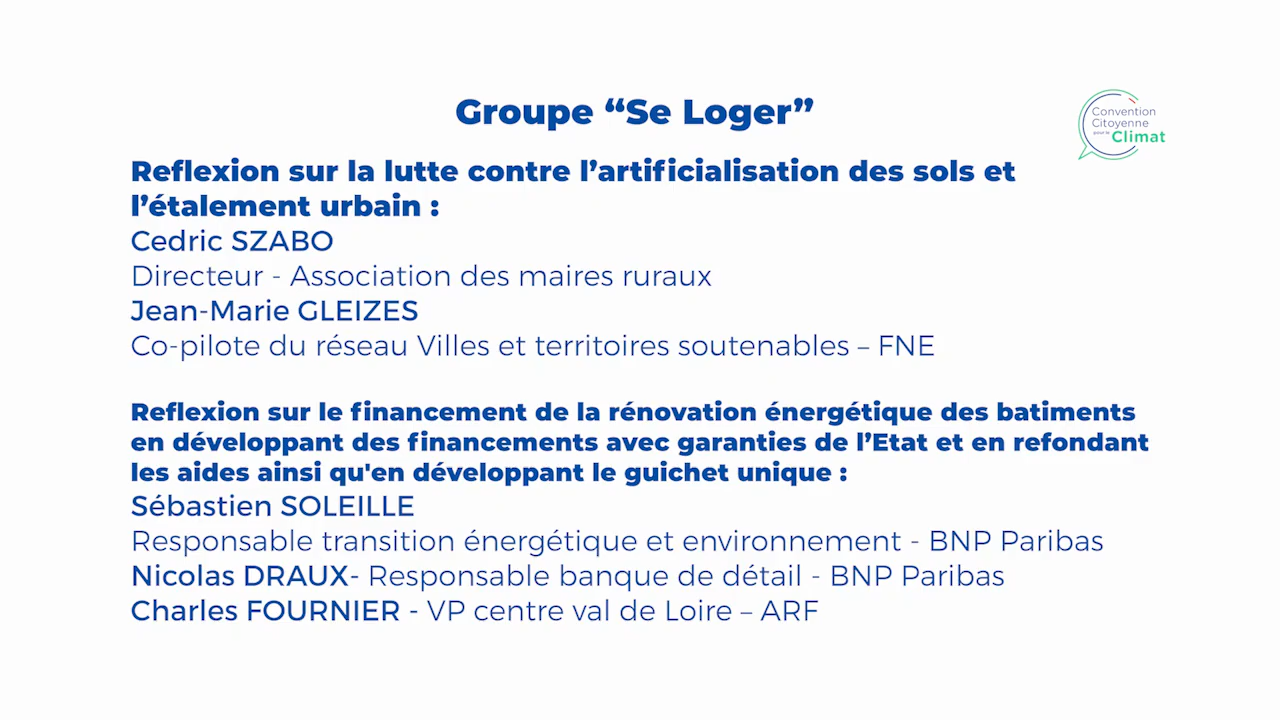 Groupe “Se Loger”
Convention
Citoyenne
pour le
Climat
Reflexion sur la lutte contre l’artificialisation des sols et
l’étalement urbain :
Cedric SZABO
Directeur - Association des maires ruraux
Jean-Marie GLEIZES
Co-pilote du réseau Villes et territoires soutenables – FNE
Reflexion sur le financement de la rénovation énergétique des batiments
en développant des financements avec garanties de l’Etat et en refondant
les aides ainsi qu'en développant le guichet unique :
Sébastien SOLEILLE
Responsable transition énergétique et environnement - BNP Paribas
Nicolas DRAUX- Responsable banque de détail - BNP Paribas
Charles FOURNIER - VP centre val de Loire – ARF